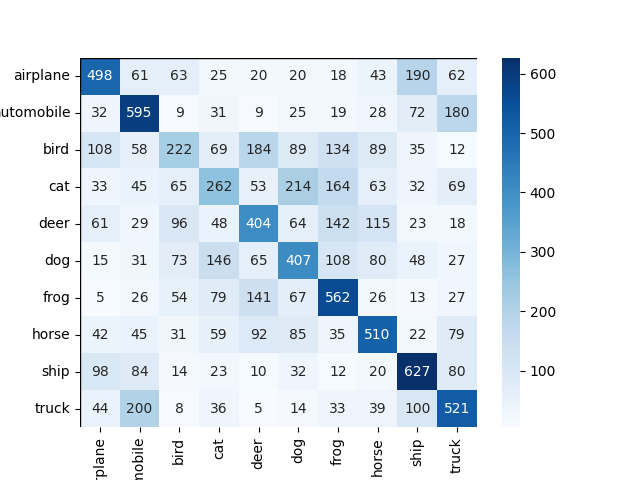 airplane 498 61 63 25 20 20 18 43 190 62
utomobile 32 595 9 31 9 25 19 28 72 180
bird 108 58 222 69 184 89 134 89 35 12
cat 33 45 65 262 53 214 164 63 32 69
deer 61 29 96 48 404 64 142 115 23 18
dog 15 31 73 146 65 407 108 80 48 27
frog 5 26 54 79 141 67 562 26 13 27
horse 42 45 31 59 92 85 35 510 22 79
ship 98 84 14 23 10 32 12 20 627 80
truck 44 200 8 36 5 14 33 39 100 521
rplane mobile bird cat deer dog frog horse ship truck
600
500
400
300
200
100